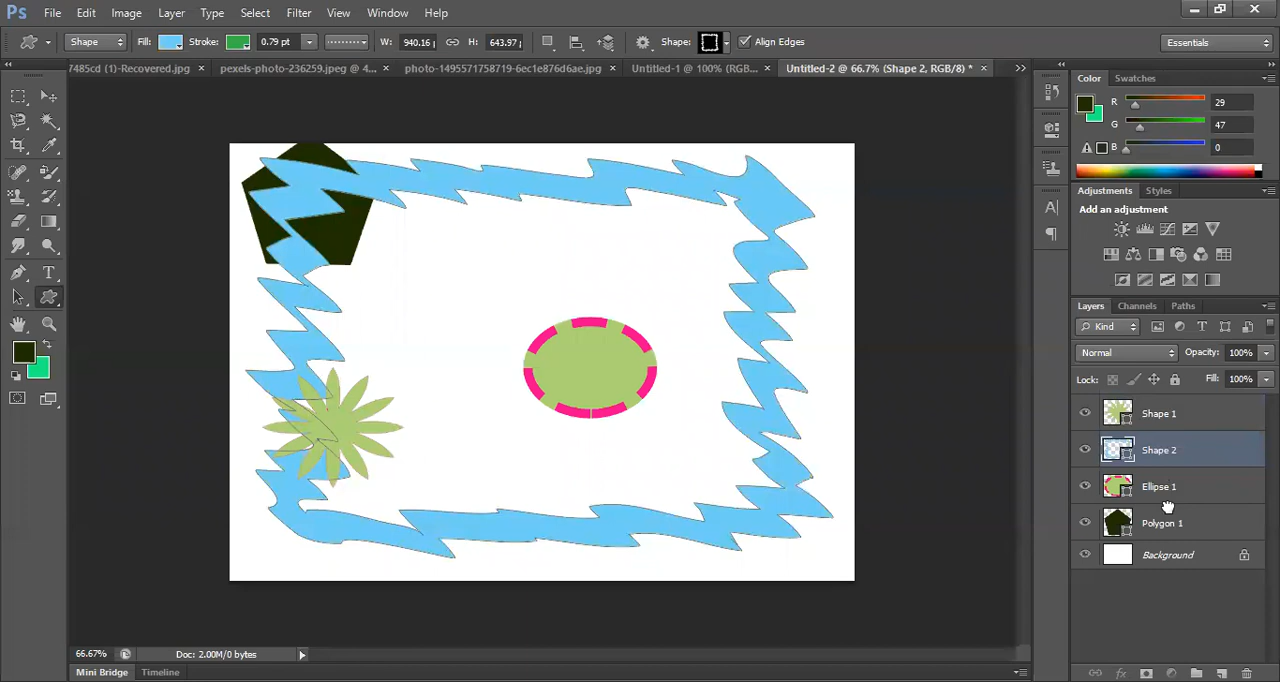 Ps File Edit Image Layer Type Select Filter View Window Help
Shape Fill: Stroke: 0.79 pt W: 940.16 H: 643.97 Shape: Align Edges Essentials
7485cd (1)-Recovered.jpg × pexels-photo-236259.jpeg @ 4... × photo-1495571758719-6ec1e876d6ae.jpg × Untitled-1 @ 100% (RGB... × Untitled-2 @ 66.7% (Shape 2, RGB/8) * ×
Color Swatches
R 29
G 47
B 0
Adjustments Styles
Add an adjustment
Layers Channels Paths
Kind
Normal Opacity: 100%
Lock: Fill: 100%
Shape 1
Shape 2
Ellipse 1
Polygon 1
Background
66.67% Doc: 2.00M/0 bytes
Mini Bridge Timeline